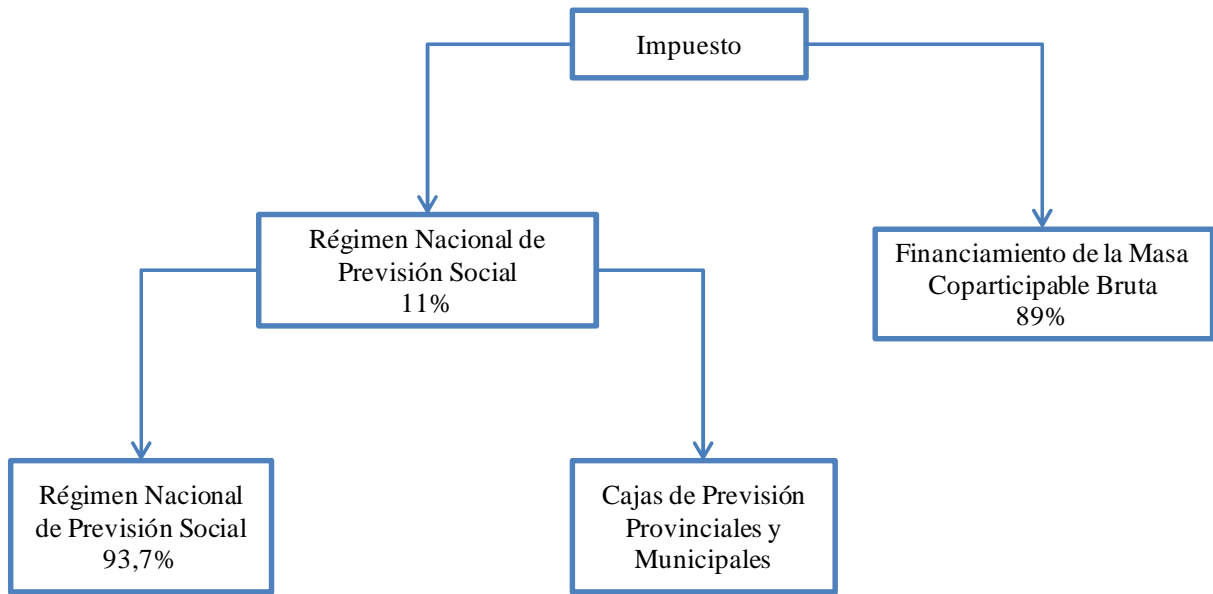 Impuesto
Régimen Nacional de
Previsión Social
11%
Financiamiento de la Masa
Coparticipable Bruta
89%
Régimen Nacional
de Previsión Social
93,7%
Cajas de Previsión
Provinciales y
Municipales